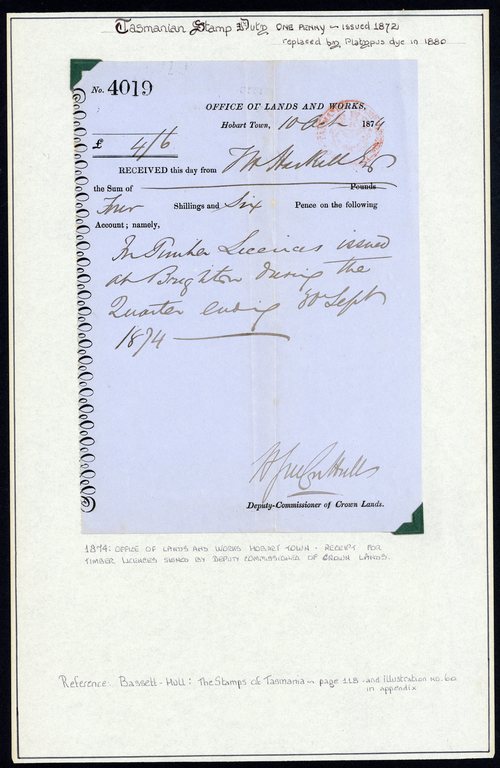 Tasmanian Stamp Duty ONE PENNY - issued 1872
replaced by Platypus dye in 1880
No. 4019
OFFICE OF LANDS AND WORKS,
Hobart Town, 10 Oct 1874
£ 4/6
RECEIVED this day from
the Sum of Pounds
Four Shillings and Six Pence on the following
Account; namely,
In Timber Licences issued
at Brighton during the
Quarter ending 30 Sept
1874
Deputy-Commissioner of Crown Lands.
1874: OFFICE OF LANDS AND WORKS HOBART TOWN - RECEIPT FOR
TIMBER LICENCES SIGNED BY DEPUTY COMMISSIONER OF CROWN LANDS.
Reference: Bassett-Hull: The Stamps of Tasmania - page 118 - and illustration no. 60
in appendix